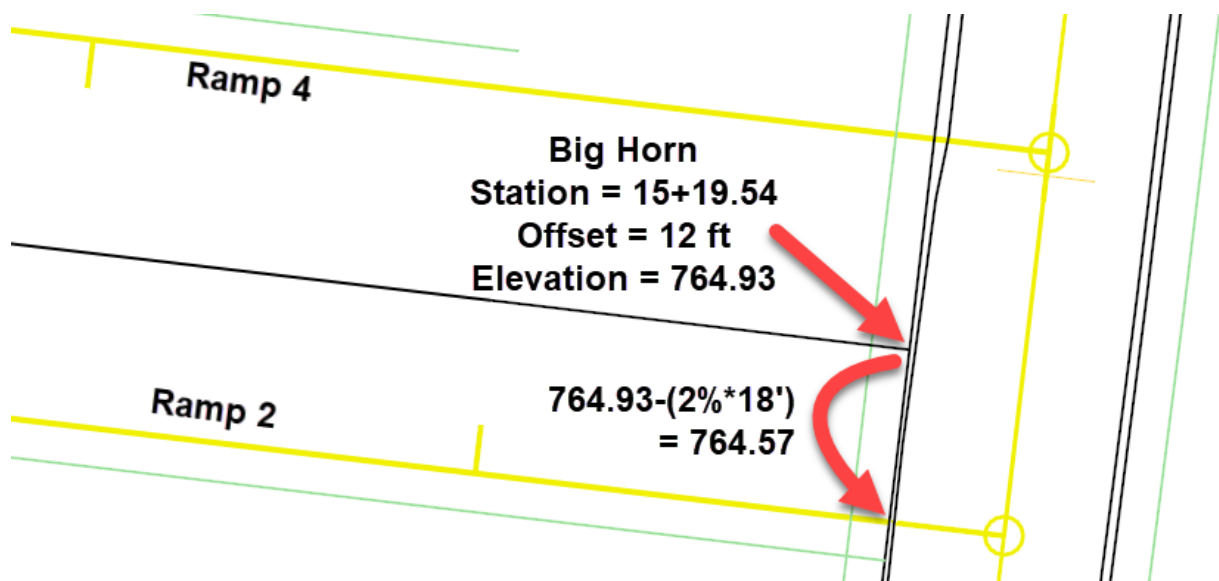 Ramp 4
Big Horn
Station = 15+19.54
Offset = 12 ft
Elevation = 764.93
Ramp 2
764.93-(2%*18')
= 764.57